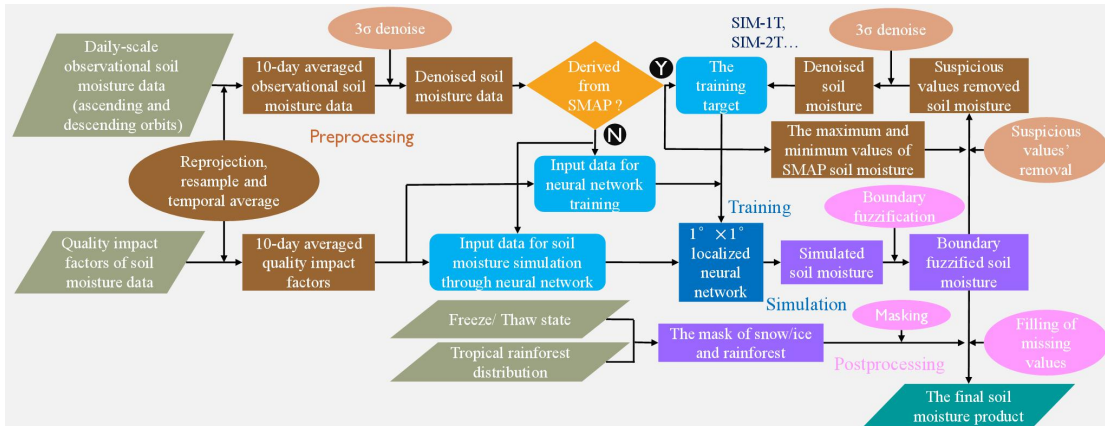 Daily-scale
observational soil
moisture data
(ascending and
descending orbits)
10-day averaged
observational soil
moisture data
3σ denoise
Denoised soil
moisture data
Derived
from
SMAP ?
Y
N
SIM-1T,
SIM-2T…
The
training
target
Denoised
soil
moisture
3σ denoise
Suspicious
values removed
soil moisture
Preprocessing
Reprojection,
resample and
temporal average
Input data for
neural network
training
The maximum and
minimum values of
SMAP soil moisture
Suspicious
values’
removal
Training
Boundary
fuzzification
Quality impact
factors of soil
moisture data
10-day averaged
quality impact
factors
Input data for soil
moisture simulation
through neural network
1° ×1°
localized
neural
network
Simulated
soil moisture
Boundary
fuzzified soil
moisture
Simulation
Freeze/ Thaw state
Tropical rainforest
distribution
The mask of snow/ice
and rainforest
Masking
Postprocessing
Filling of
missing
values
The final soil
moisture product